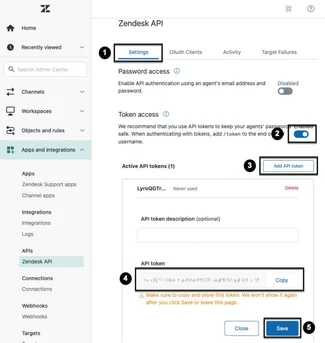 Home
Recently viewed
Search Admin Center
Channels
Workspaces
Objects and rules
Apps and integrations
Apps
Zendesk Support apps
Channel apps
Integrations
Integrations
Logs
APIs
Zendesk API
Connections
Connections
Webhooks
Webhooks
Targets
Zendesk API
1
Settings
OAuth Clients
Activity
Target Failures
Password access
Enable API authentication using an agent's email address and
password.
Disabled
Token access
We recommend that you use API tokens to keep your agents' password
safe. When authenticating with tokens, add /token to the end o
username.
2
Enabled
3
Active API tokens (1)
Add API token
LyroQGTr...
Never used
Delete
API token description (optional)
API token
4
Copy
Make sure to copy and store this token. We won't show it again
after you click Save or leave this page.
Close
Save
5